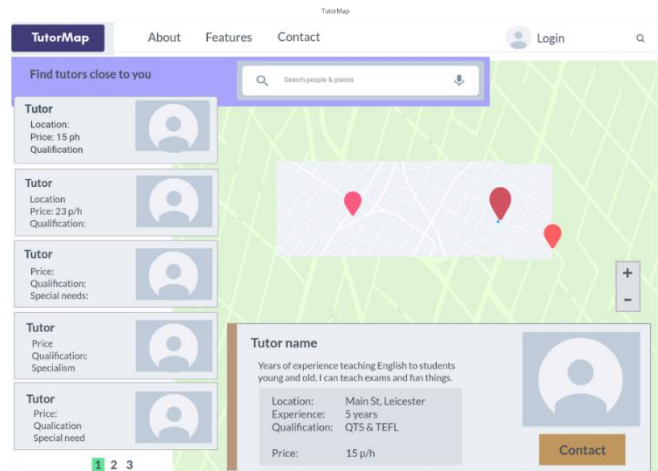 TutorMap
TutorMap About Features Contact Login
Find tutors close to you
Search people & places
Tutor
Location:
Price: 15 ph
Qualification
Tutor
Location
Price: 23 p/h
Qualification:
Tutor
Price:
Qualification:
Special needs:
Tutor
Price
Qualification:
Specialism
Tutor
Price:
Qualication
Special need
1 2 3
+
-
Tutor name
Years of experience teaching English to students
young and old. I can teach exams and fun things.
Location: Main St, Leicester
Experience: 5 years
Qualification: QTS & TEFL
Price: 15 p/h
Contact